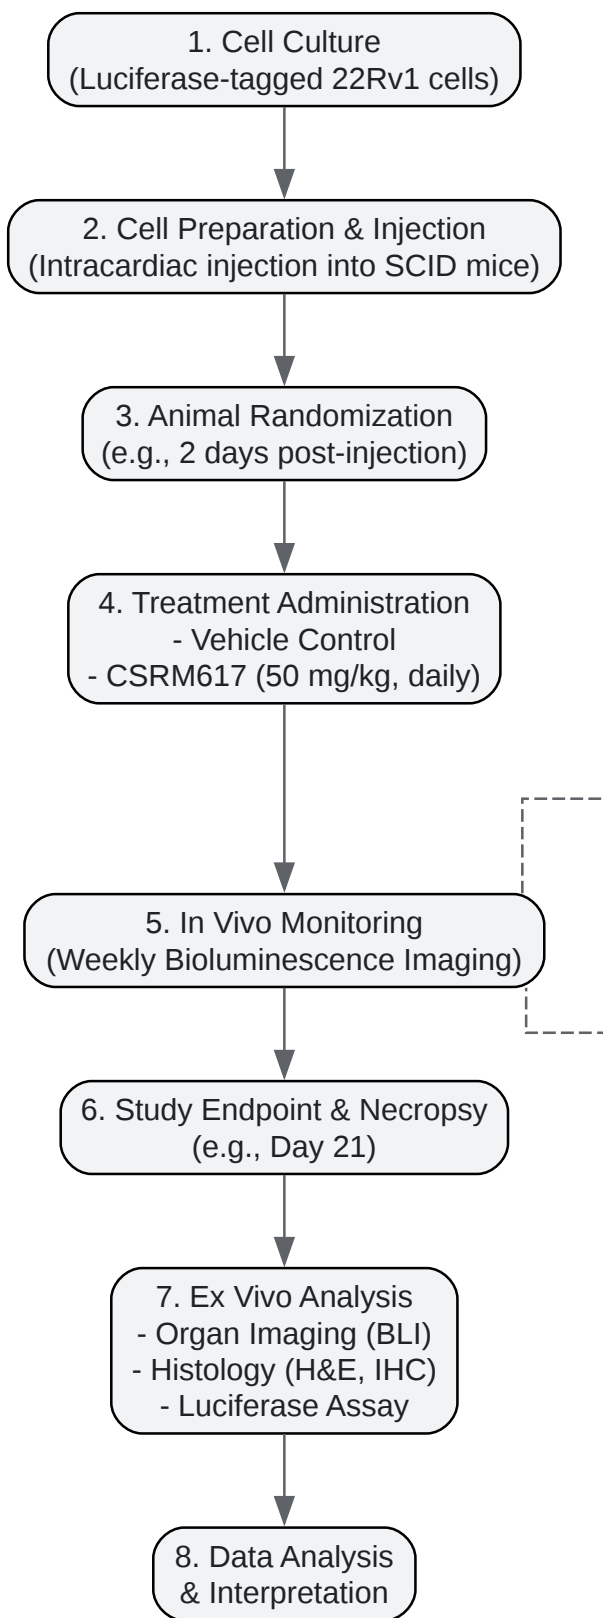 1. Cell Culture
(Luciferase-tagged 22Rv1 cells)
2. Cell Preparation & Injection
(Intracardiac injection into SCID mice)
3. Animal Randomization
(e.g., 2 days post-injection)
4. Treatment Administration
- Vehicle Control
- CSRM617 (50 mg/kg, daily)
5. In Vivo Monitoring
(Weekly Bioluminescence Imaging)
6. Study Endpoint & Necropsy
(e.g., Day 21)
7. Ex Vivo Analysis
- Organ Imaging (BLI)
- Histology (H&E, IHC)
- Luciferase Assay
8. Data Analysis
& Interpretation